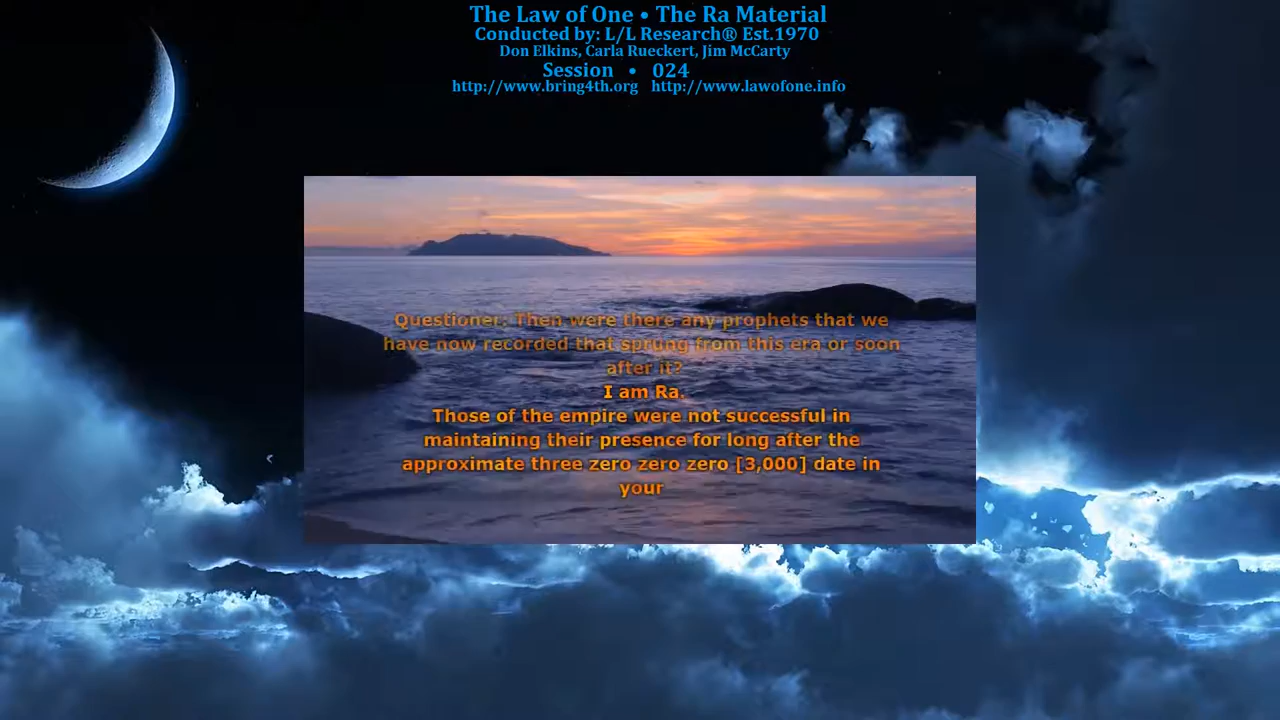 The Law of One • The Ra Material
Conducted by: L/L Research® Est.1970
Don Elkins, Carla Rueckert, Jim McCarty
Session • 024
http://www.bring4th.org http://www.lawofone.info
Questioner: Then were there any prophets that we
have now recorded that sprung from this era or soon
after it?
I am Ra.
Those of the empire were not successful in
maintaining their presence for long after the
approximate three zero zero zero [3,000] date in
your